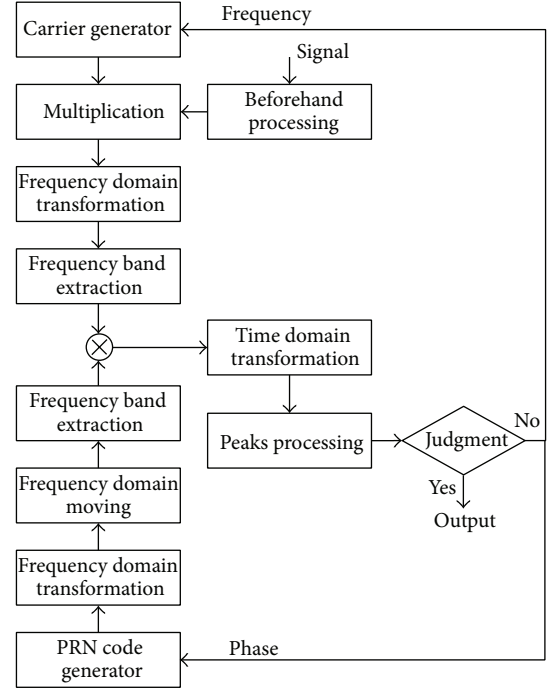 Carrier generator
Frequency
Signal
Multiplication
Beforehand
processing
Frequency domain
transformation
Frequency band
extraction
Time domain
transformation
Frequency band
extraction
Peaks processing
Judgment
No
Yes
Output
Frequency domain
moving
Frequency domain
transformation
PRN code
generator
Phase